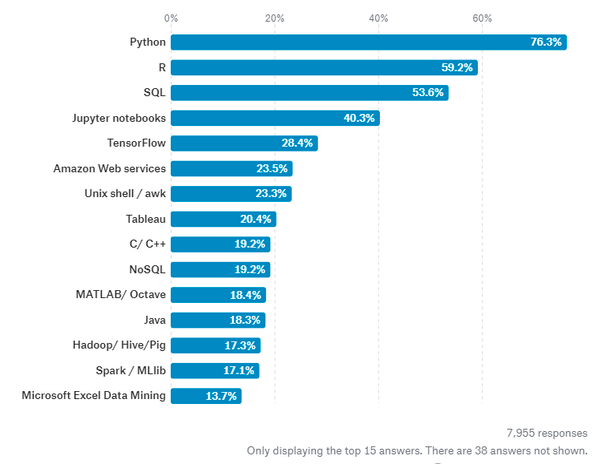 0% 20% 40% 60%
Python 76.3%
R 59.2%
SQL 53.6%
Jupyter notebooks 40.3%
TensorFlow 28.4%
Amazon Web services 23.5%
Unix shell / awk 23.3%
Tableau 20.4%
C/ C++ 19.2%
NoSQL 19.2%
MATLAB/ Octave 18.4%
Java 18.3%
Hadoop/ Hive/Pig 17.3%
Spark / MLlib 17.1%
Microsoft Excel Data Mining 13.7%
7,955 responses
Only displaying the top 15 answers. There are 38 answers not shown.